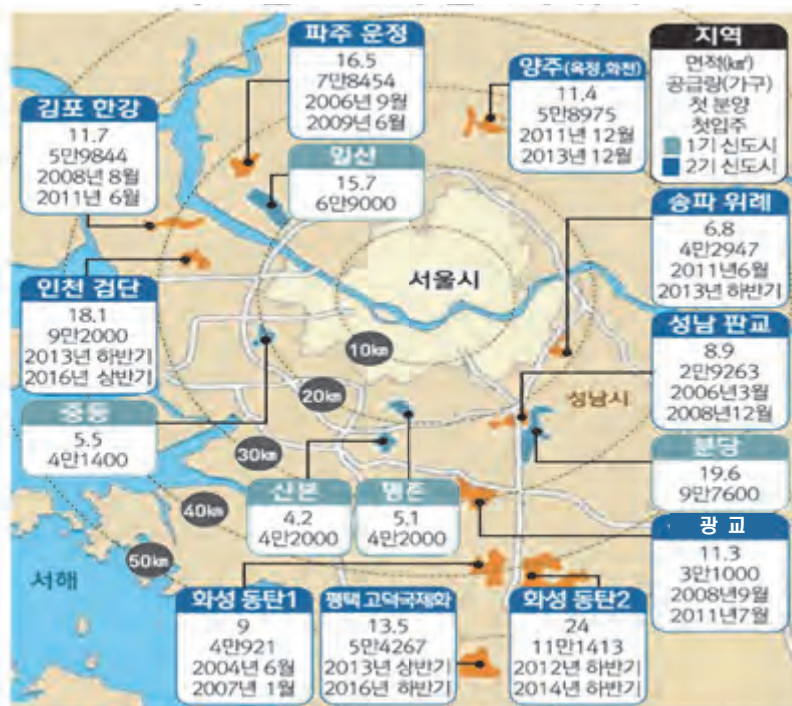 파주 운정
16.5
7만8454
2006년 9월
2009년 6월
양주(옥정,화천)
11.4
5만8975
2011년 12월
2013년 12월
지역
면적(㎢)
공급량(가구)
첫 분양
첫입주
1기 신도시
2기 신도시
김포 한강
11.7
5만9844
2008년 8월
2011년 6월
일산
15.7
6만9000
송파 위례
6.8
4만2947
2011년6월
2013년 하반기
서울시
인천 검단
18.1
9만2000
2013년 하반기
2016년 상반기
성남 판교
8.9
2만9263
2006년3월
2008년12월
성남시
10㎞
20㎞
30㎞
40㎞
50㎞
중동
5.5
4만1400
산본
4.2
4만2000
평촌
5.1
4만2000
분당
19.6
9만7600
광 교
11.3
3만1000
2008년9월
2011년7월
서해
화성 동탄1
9
4만921
2004년 6월
2007년 1월
평택 고덕국제화
13.5
5만4267
2013년 상반기
2016년 하반기
화성 동탄2
24
11만1413
2012년 하반기
2014년 하반기